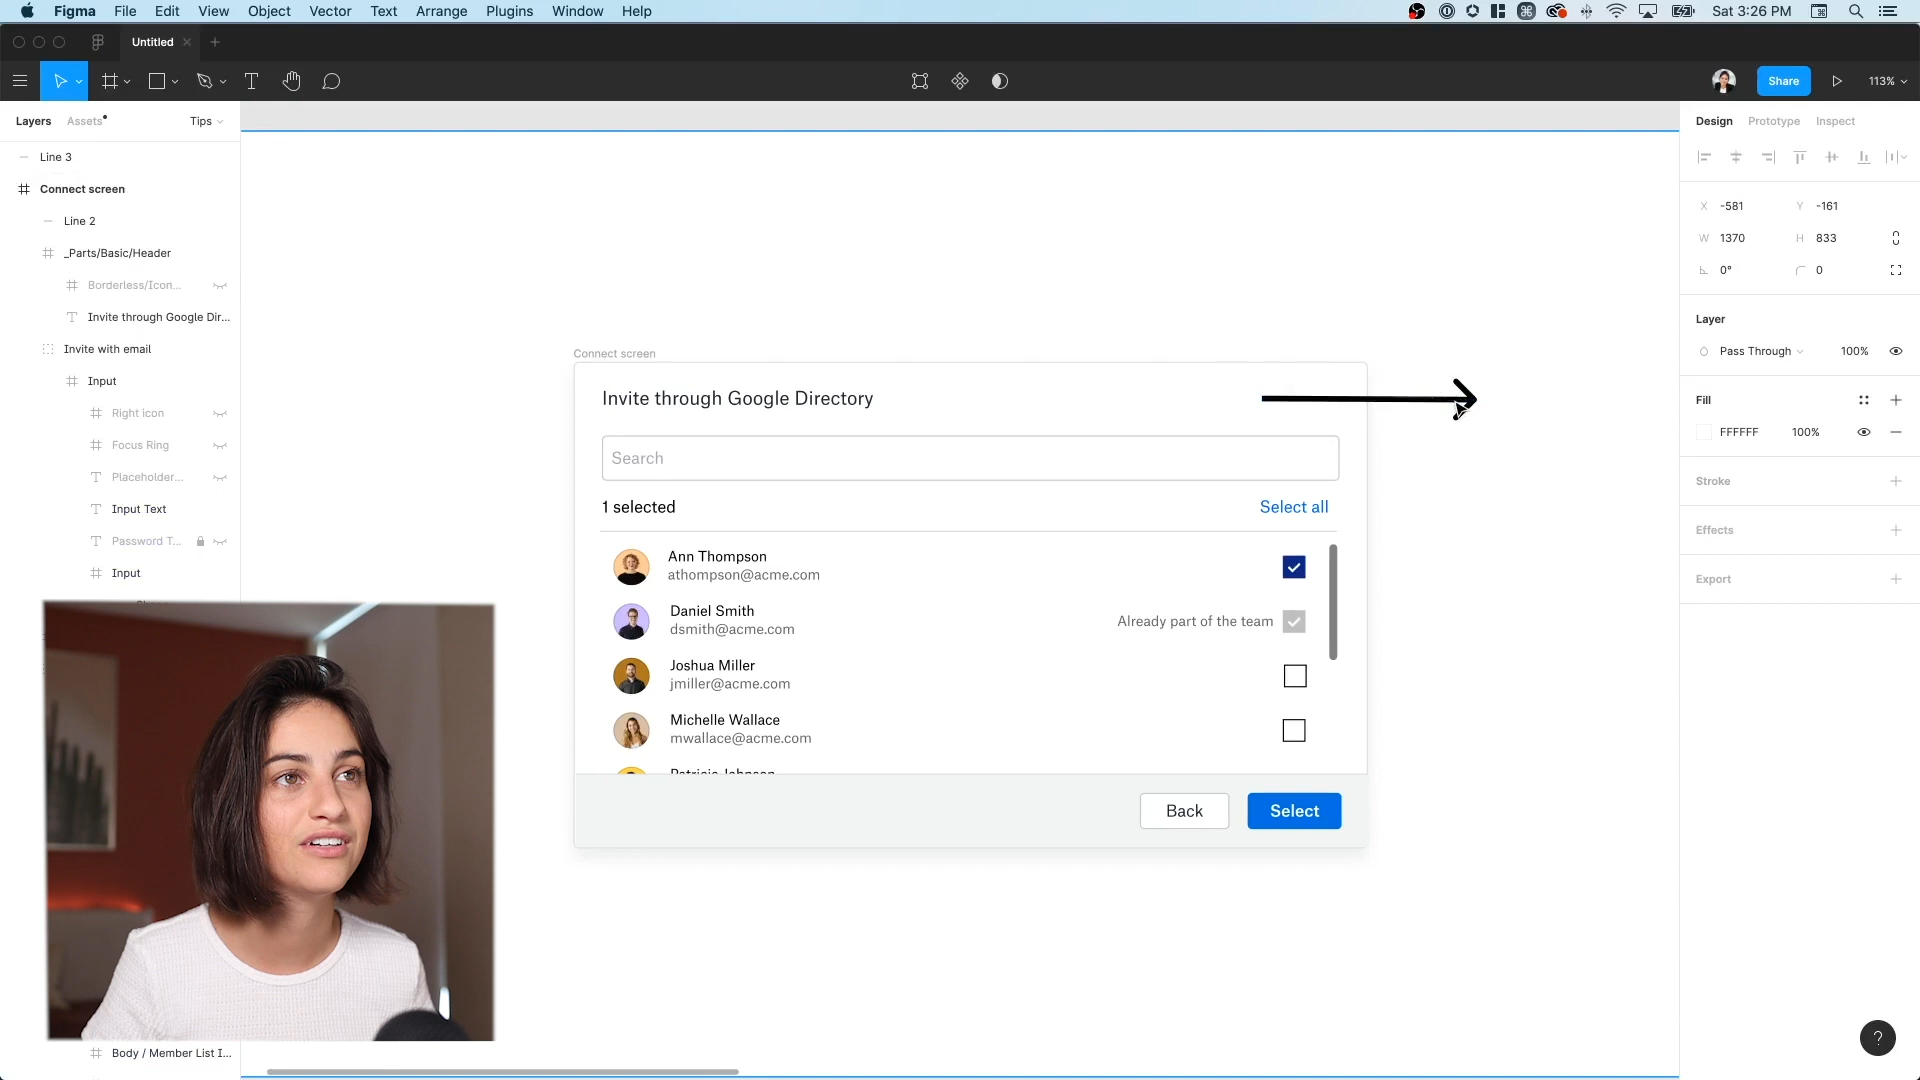 Figma File Edit View Object Vector Text Arrange Plugins Window Help Sat 3:26 PM
Untitled
Share 113%
Layers Assets Tips
Line 3
Connect screen
Line 2
_Parts/Basic/Header
Borderless/Icon...
Invite through Google Dir...
Invite with email
Input
Right icon
Focus Ring
Placeholder...
Input Text
Password T...
Input
Body / Member List I...
Connect screen
Invite through Google Directory
Search
1 selected Select all
Ann Thompson
athompson@acme.com
Daniel Smith
dsmith@acme.com
Already part of the team
Joshua Miller
jmiller@acme.com
Michelle Wallace
mwallace@acme.com
Back Select
Design Prototype Inspect
X -581 Y -161
W 1370 H 833
0° 0
Layer
Pass Through 100%
Fill
FFFFFF 100%
Stroke
Effects
Export
?